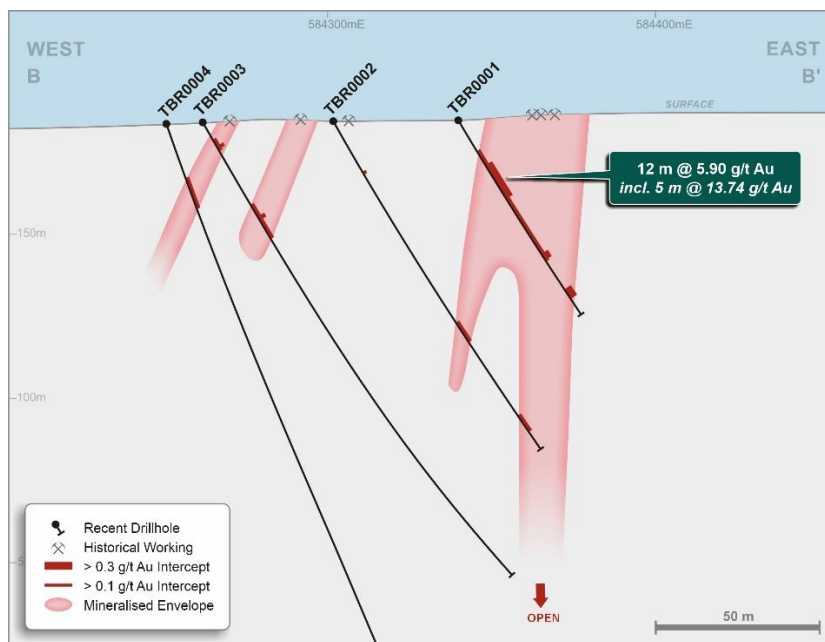 584300mE
584400mE
WEST
B
EAST
B'
TBR0004
TBR0003
TBR0002
TBR0001
SURFACE
12 m @ 5.90 g/t Au
incl. 5 m @ 13.74 g/t Au
150m
100m
Recent Drillhole
Historical Working
> 0.3 g/t Au Intercept
> 0.1 g/t Au Intercept
Mineralised Envelope
OPEN
50 m